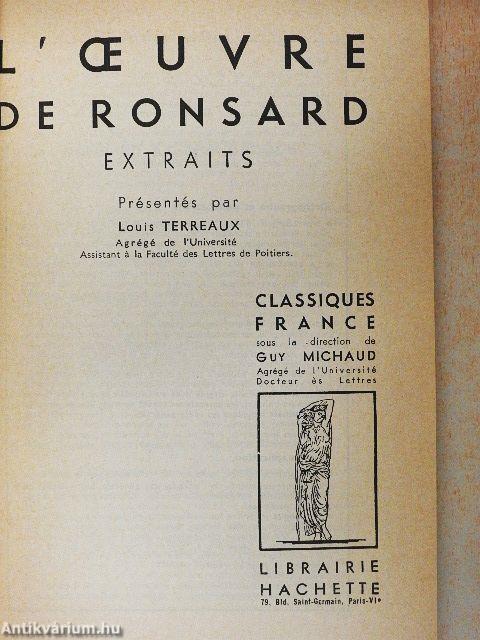 L'ŒUVRE
DE RONSARD
EXTRAITS
Présentés par
Louis TERREAUX
Agrégé de l'Université
Assistant à la Faculté des Lettres de Poitiers.
CLASSIQUES
FRANCE
sous la direction de
GUY MICHAUD
Agrégé de l'Université
Docteur ès Lettres
LIBRAIRIE
HACHETTE
79, Bld. Saint-Germain, Paris-VIe
Antikvárium.hu